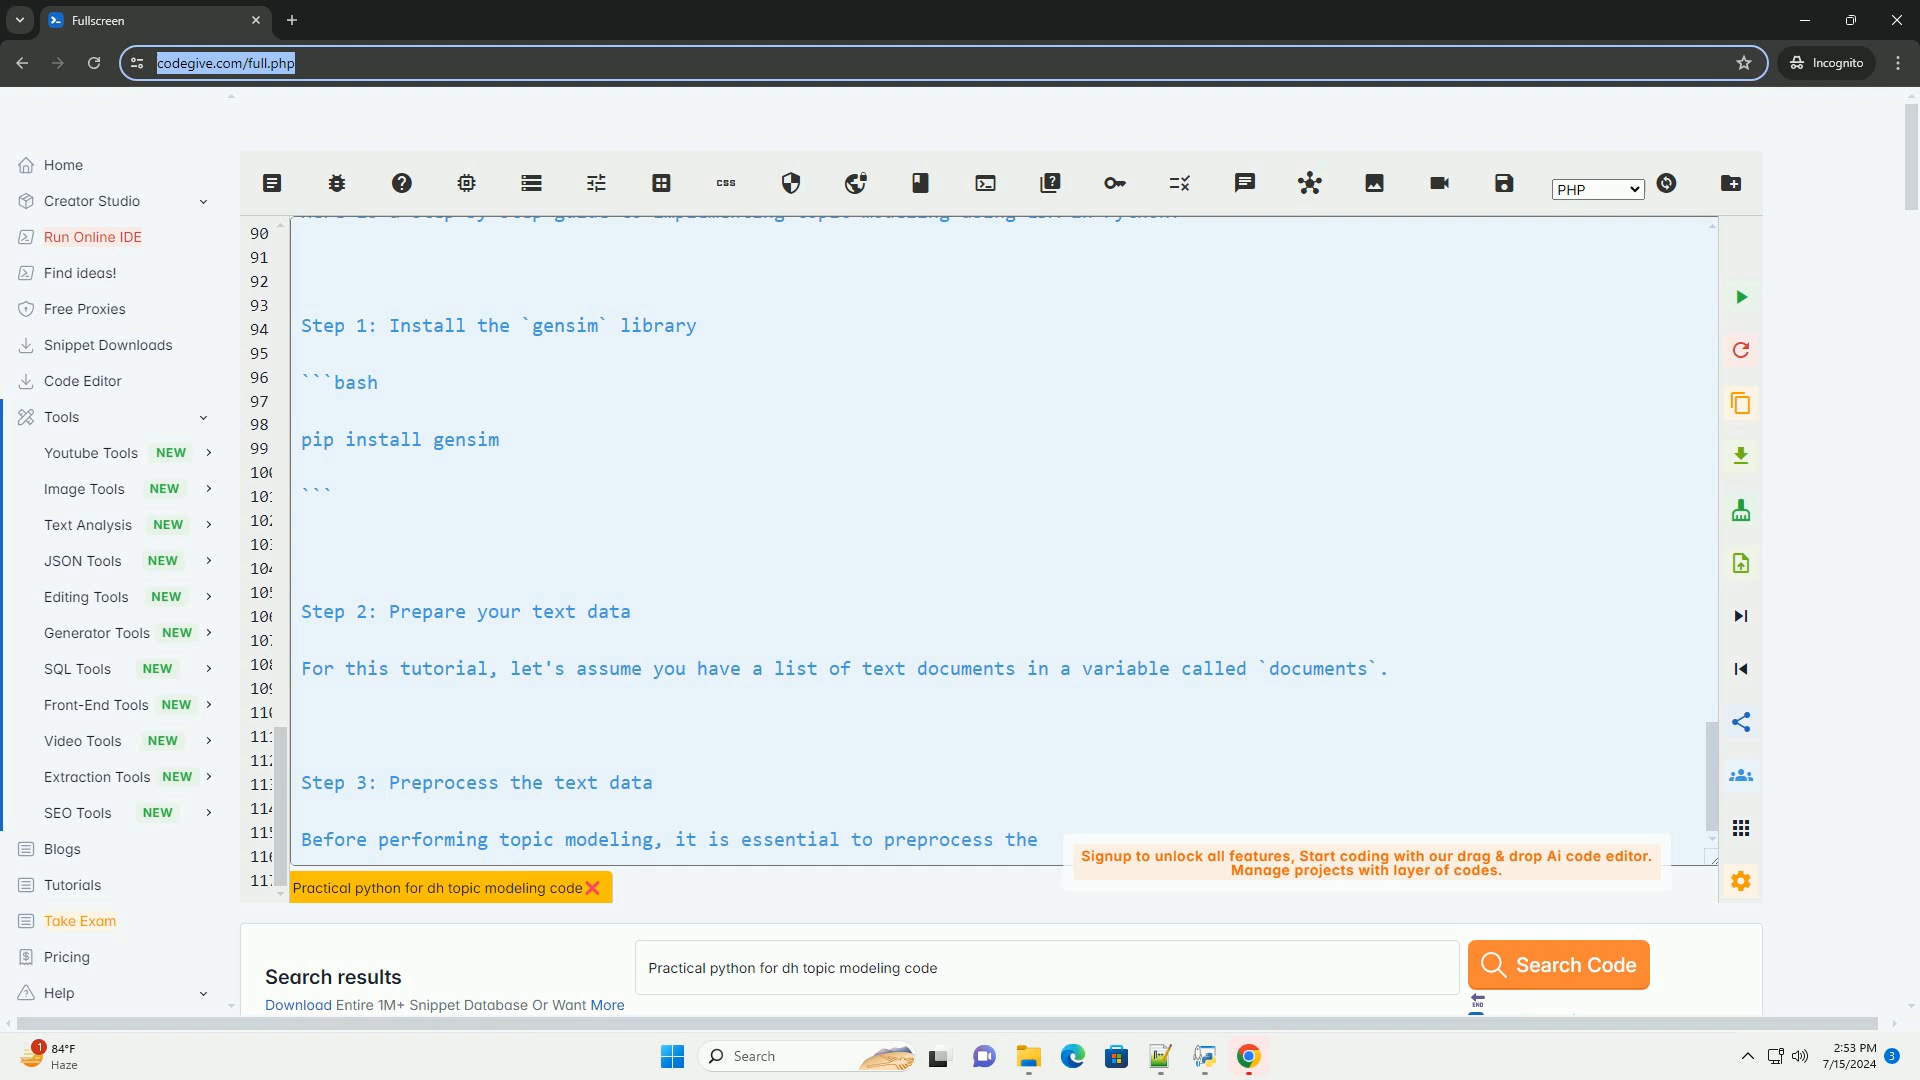 Fullscreen
codegive.com/full.php
Incognito
Home
Creator Studio
Run Online IDE
Find ideas!
Free Proxies
Snippet Downloads
Code Editor
Tools
Youtube Tools NEW
Image Tools NEW
Text Analysis NEW
JSON Tools NEW
Editing Tools NEW
Generator Tools NEW
SQL Tools NEW
Front-End Tools NEW
Video Tools NEW
Extraction Tools NEW
SEO Tools NEW
Blogs
Tutorials
Take Exam
Pricing
Help
css
PHP
90
91
92
93
94
95
96
97
98
99
Step 1: Install the `gensim` library
```bash
pip install gensim
```
Step 2: Prepare your text data
For this tutorial, let's assume you have a list of text documents in a variable called `documents`.
Step 3: Preprocess the text data
Before performing topic modeling, it is essential to preprocess the
Signup to unlock all features, Start coding with our drag & drop Ai code editor.
Manage projects with layer of codes.
Practical python for dh topic modeling code
Search results
Practical python for dh topic modeling code
Search Code
Download Entire 1M+ Snippet Database Or Want More
END
1
84°F
Haze
Search
2:53 PM
7/15/2024
3